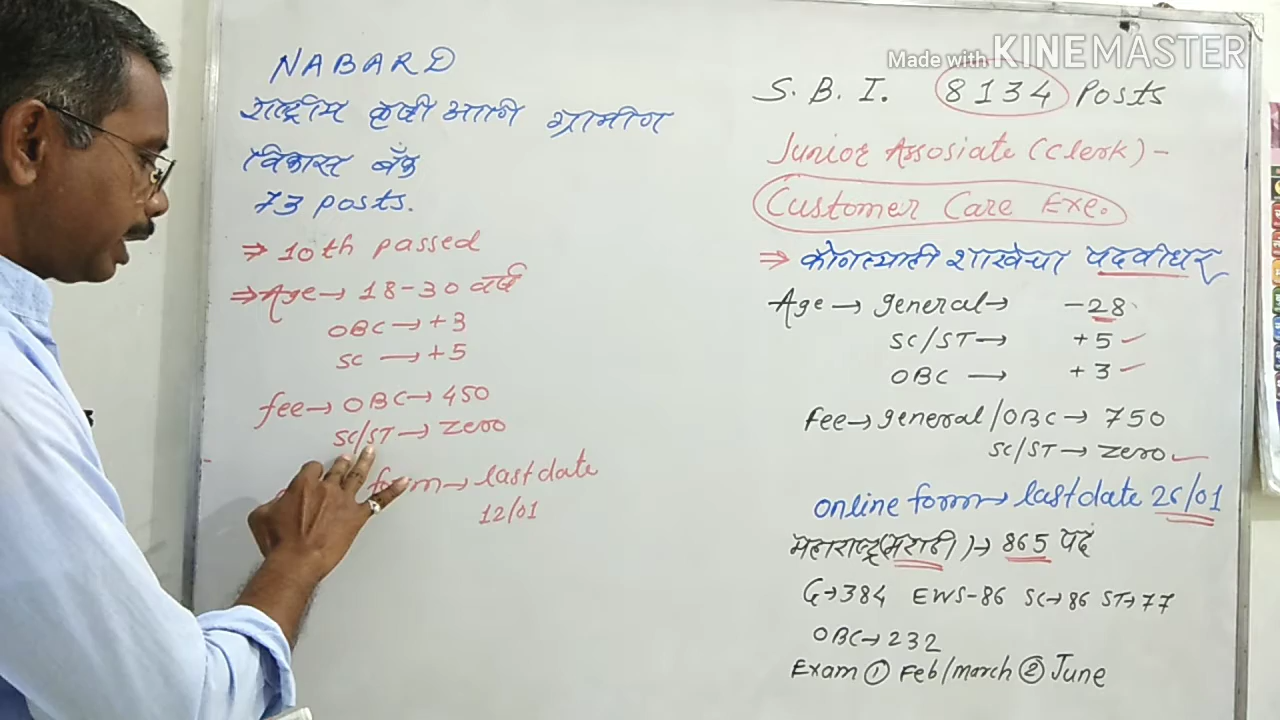 NABARD
राष्ट्रीय कृषी आणि ग्रामीण
विकास बँक
73 posts.
⇒ 10th passed
⇒ Age → 18-30 वर्ष
OBC → +3
SC → +5
fee → OBC → 450
SC/ST → zero
form → last date
12/01
Made with KINEMASTER
S. B. I. 8134 Posts
Junior Assosiate (Clerk) -
Customer Care Exe.
⇒ कोणत्याही शाखेचा पदवीधर
Age → general → -28
SC/ST → +5
OBC → +3
Fee → general/OBC → 750
SC/ST → zero
online form → last date 26/01
महाराष्ट्र (मराठी) → 865 पदं
G → 384 EWS-86 SC → 86 ST → 77
OBC → 232
Exam ① Feb/march ② June